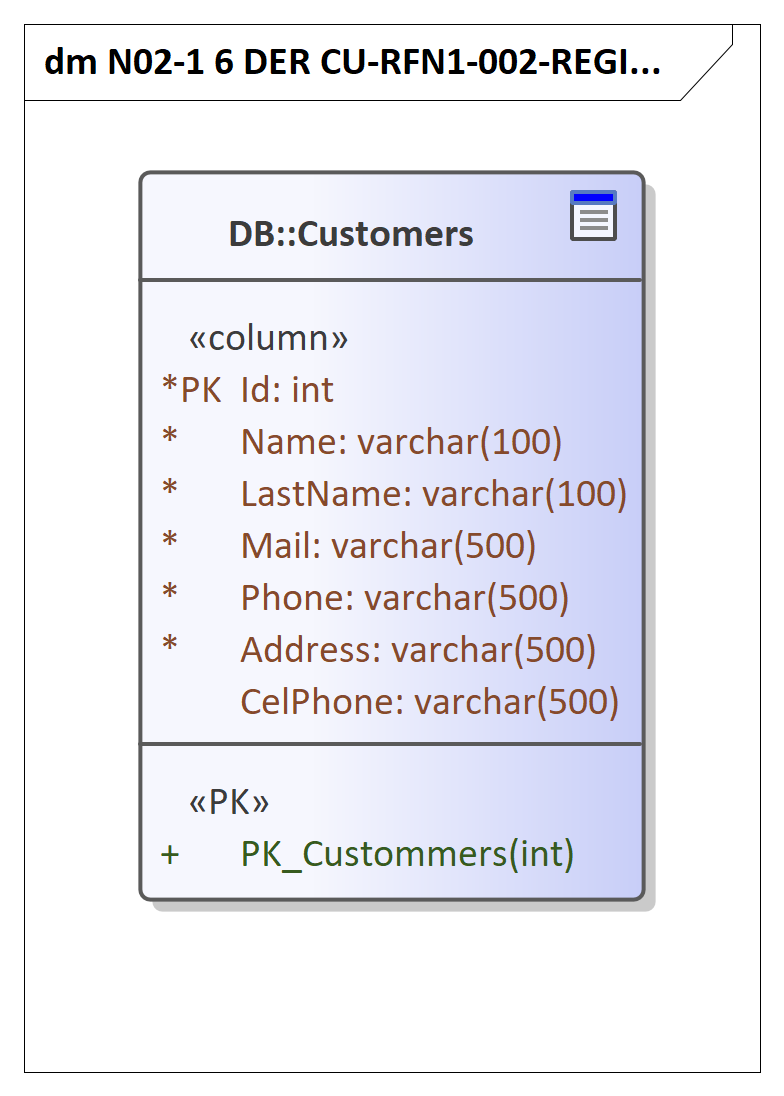 dm N02-1 6 DER CU-RFN1-002-REGI...
DB::Customers
«column»
*PK Id: int
* Name: varchar(100)
* LastName: varchar(100)
* Mail: varchar(500)
* Phone: varchar(500)
* Address: varchar(500)
CelPhone: varchar(500)
«PK»
+ PK_Custommers(int)